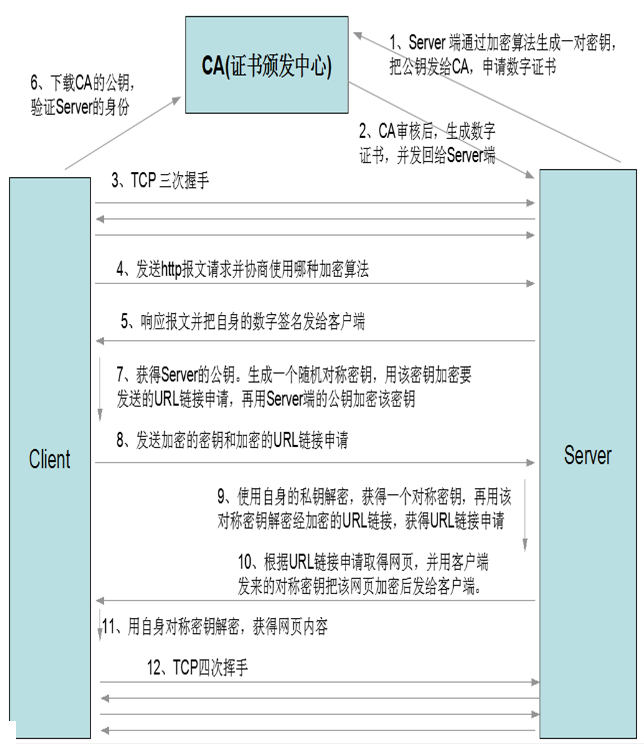 CA(证书颁发中心)
1、Server 端通过加密算法生成一对密钥，
把公钥发给CA，申请数字证书
6、下载CA的公钥，
验证Server的身份
2、CA审核后，生成数字
证书，并发回给Server端
3、TCP 三次握手
4、发送http报文请求并协商使用哪种加密算法
5、响应报文并把自身的数字签名发给客户端
7、获得Server的公钥。生成一个随机对称密钥，用该密钥加密要
发送的URL链接申请，再用Server端的公钥加密该密钥
8、发送加密的密钥和加密的URL链接申请
Client
Server
9、使用自身的私钥解密，获得一个对称密钥，再用该
对称密钥解密经加密的URL链接，获得URL链接申请
10、根据URL链接申请取得网页，并用客户端
发来的对称密钥把该网页加密后发给客户端。
11、用自身对称密钥解密，获得网页内容
12、TCP四次挥手